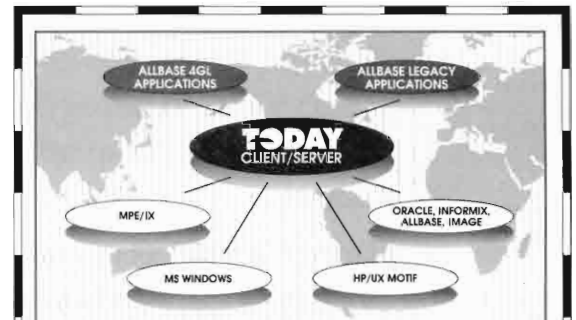 ALLBASE 4GL
APPLICATIONS
ALLBASE LEGACY
APPLICATIONS
TODAY
CLIENT/SERVER
MPE/IX
ORACLE, INFORMIX,
ALLBASE, IMAGE
MS WINDOWS
HP/UX MOTIF